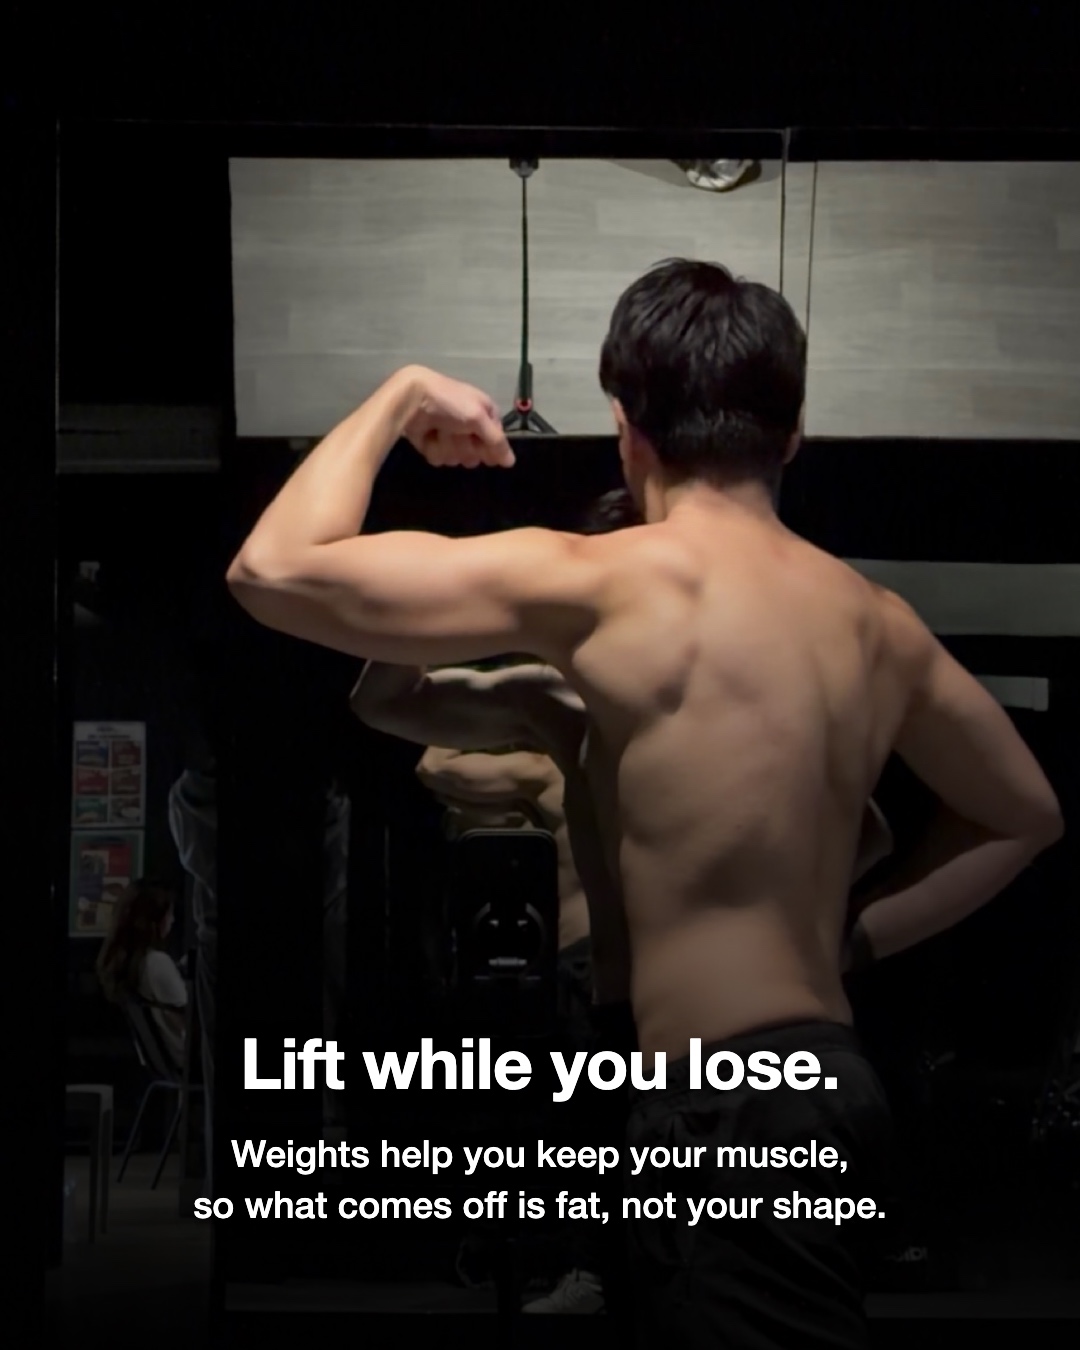 Lift while you lose.
Weights help you keep your muscle,
so what comes off is fat, not your shape.